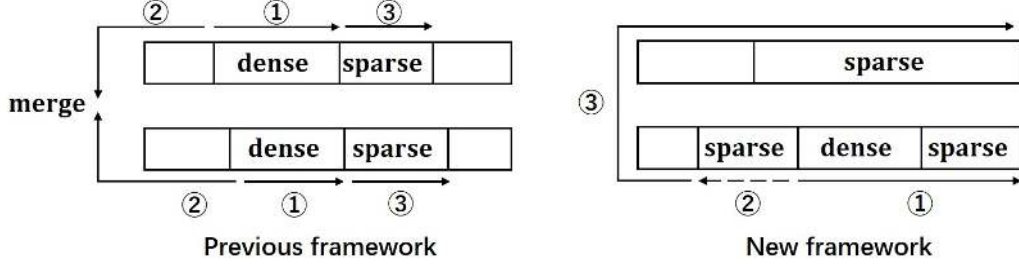 ② ① ③
dense sparse
merge
dense sparse
② ① ③
Previous framework
sparse
③
sparse dense sparse
② ①
New framework